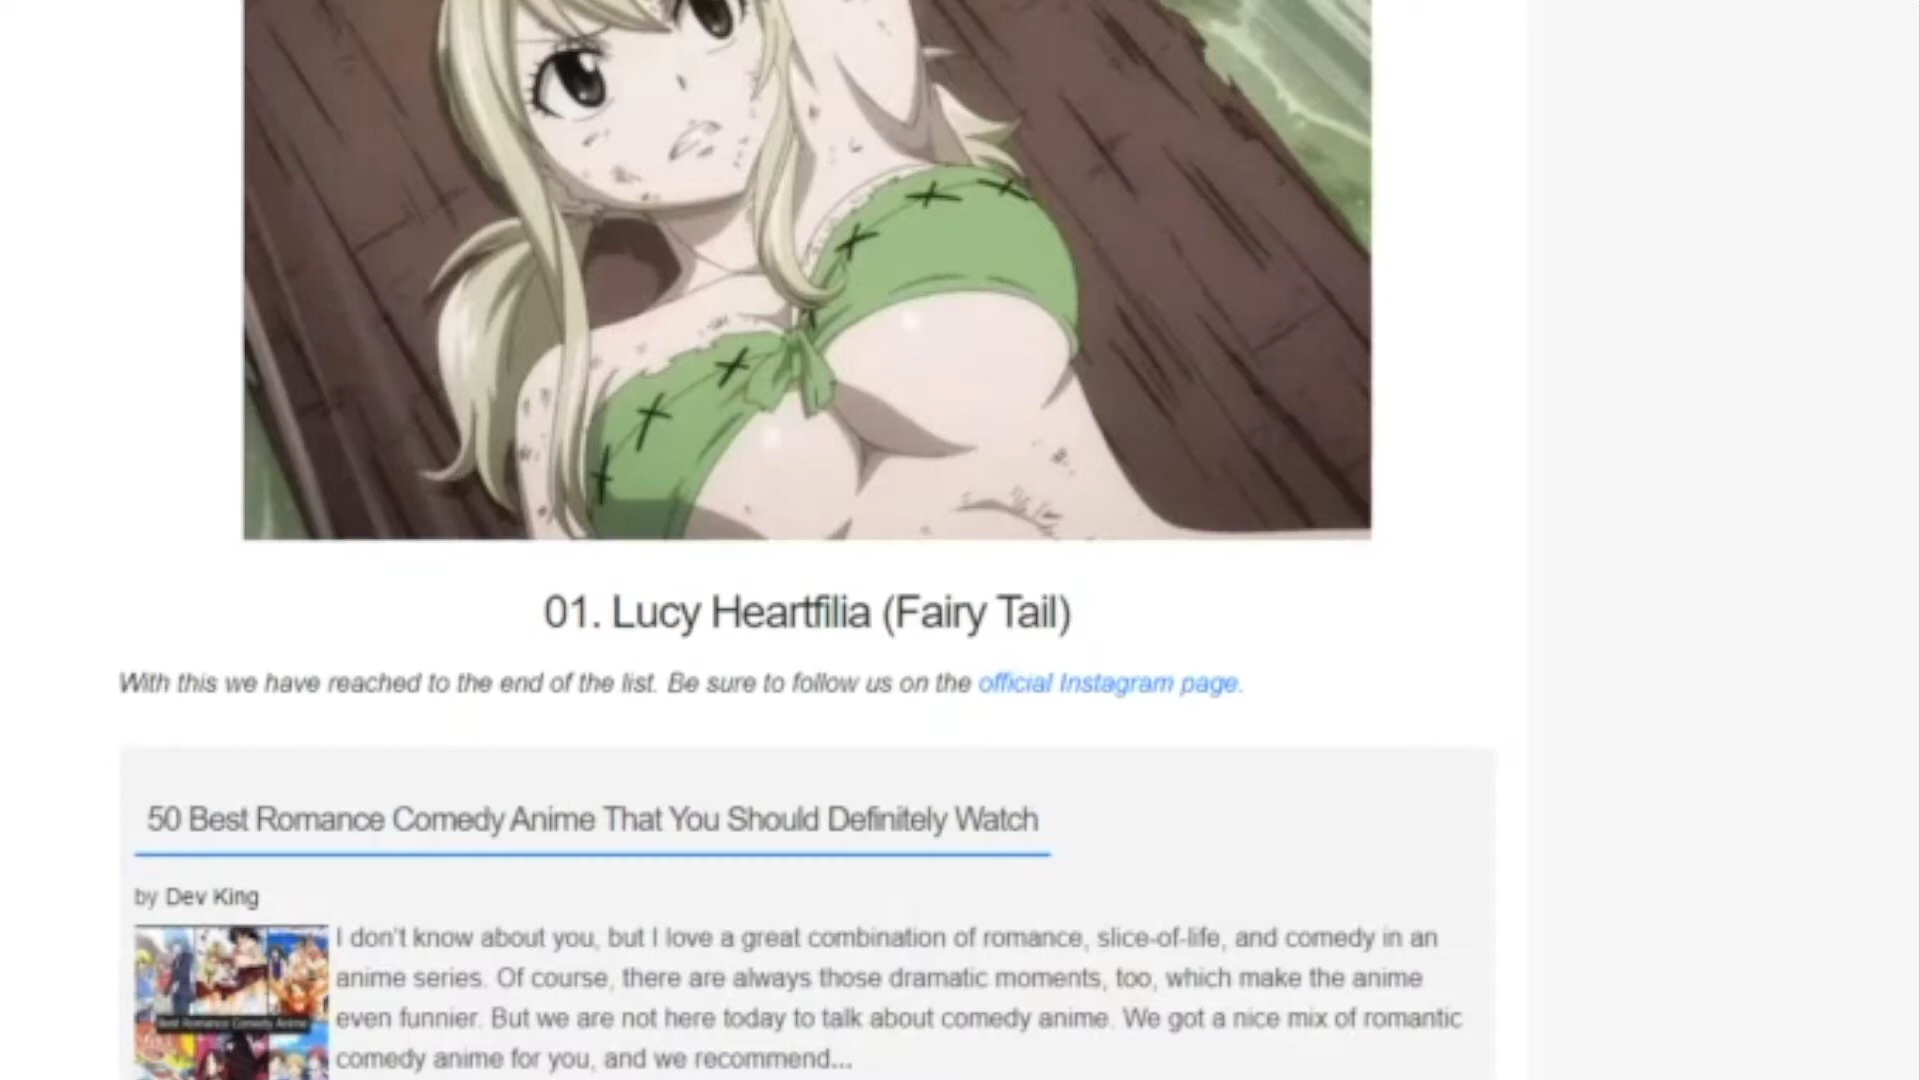 01. Lucy Heartfilia (Fairy Tail)
With this we have reached to the end of the list. Be sure to follow us on the official Instagram page.
50 Best Romance Comedy Anime That You Should Definitely Watch
by Dev King
I don't know about you, but I love a great combination of romance, slice-of-life, and comedy in an
anime series. Of course, there are always those dramatic moments, too, which make the anime
even funnier. But we are not here today to talk about comedy anime. We got a nice mix of romantic
comedy anime for you, and we recommend...
Best Romance Comedy Anime